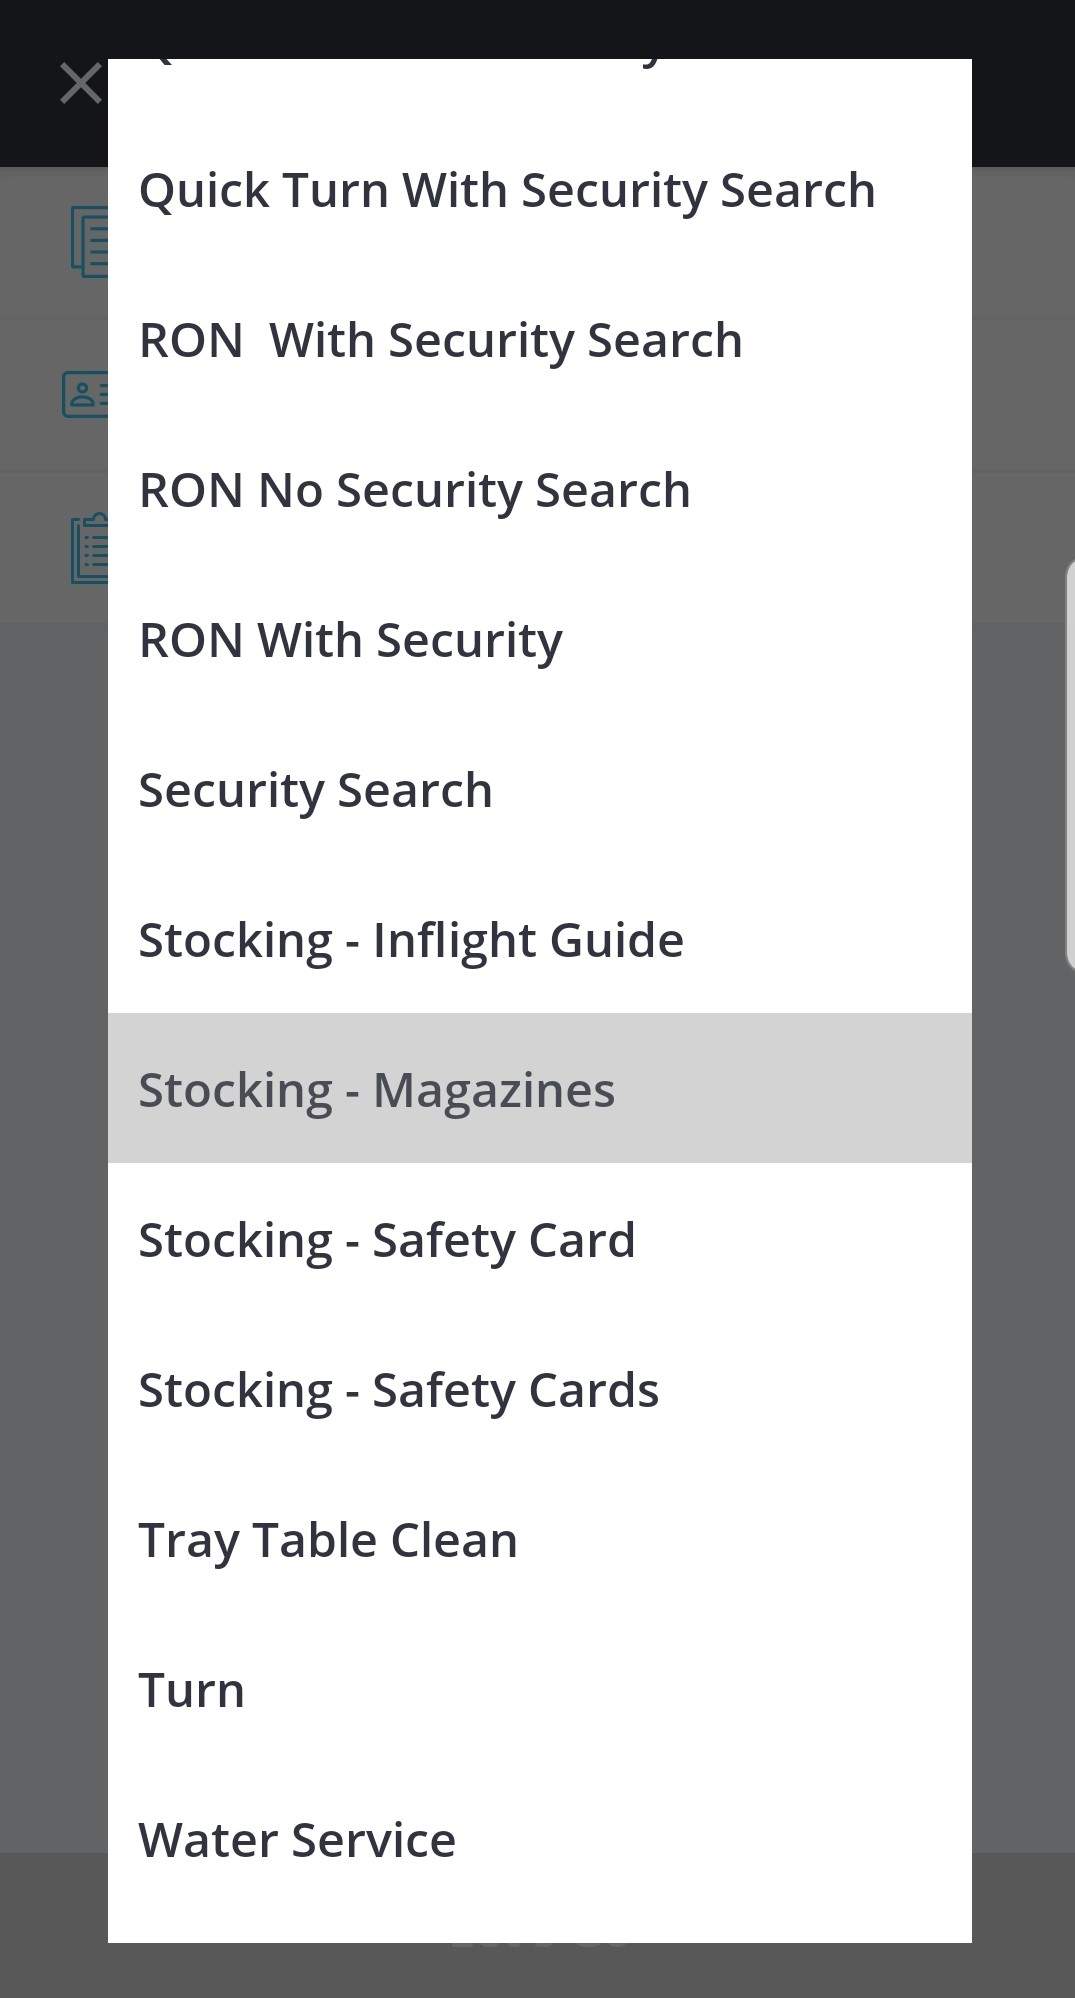 Quick Turn With Security Search
RON  With Security Search
RON No Security Search
RON With Security
Security Search
Stocking - Inflight Guide
Stocking - Magazines
Stocking - Safety Card
Stocking - Safety Cards
Tray Table Clean
Turn
Water Service